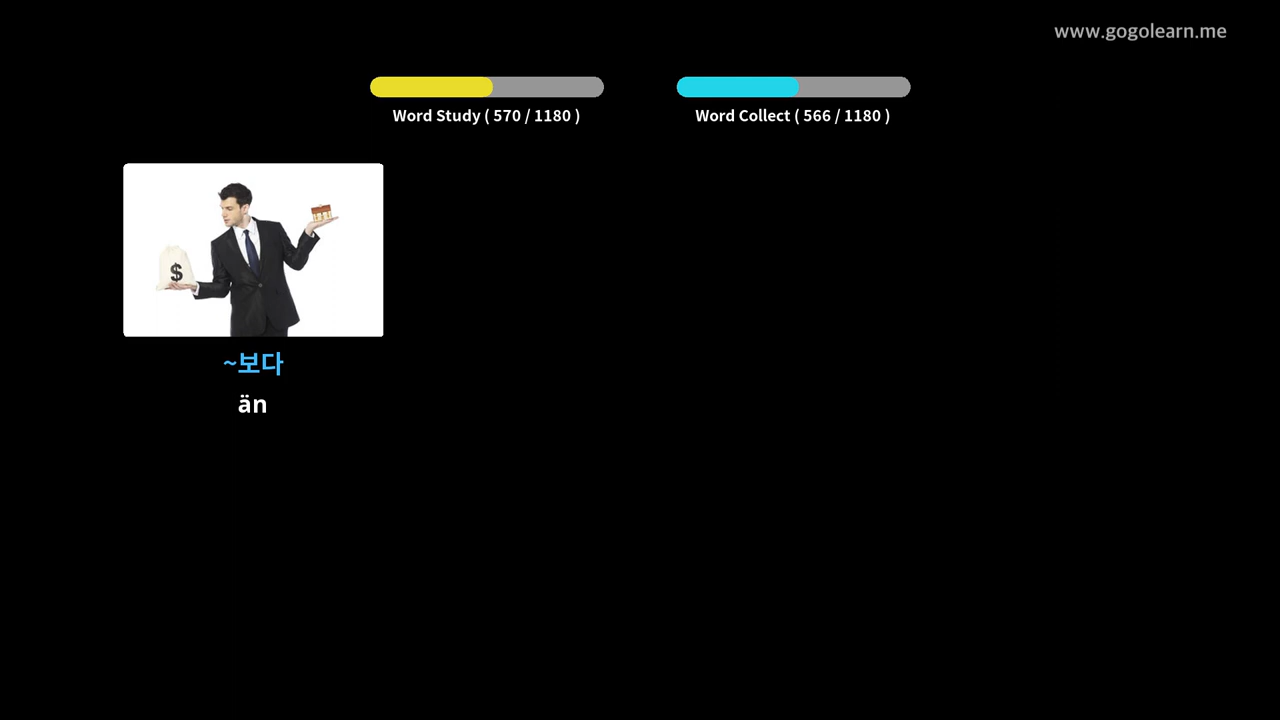 www.gogolearn.me
Word Study ( 570 / 1180 )
Word Collect ( 566 / 1180 )
$
~보다
än